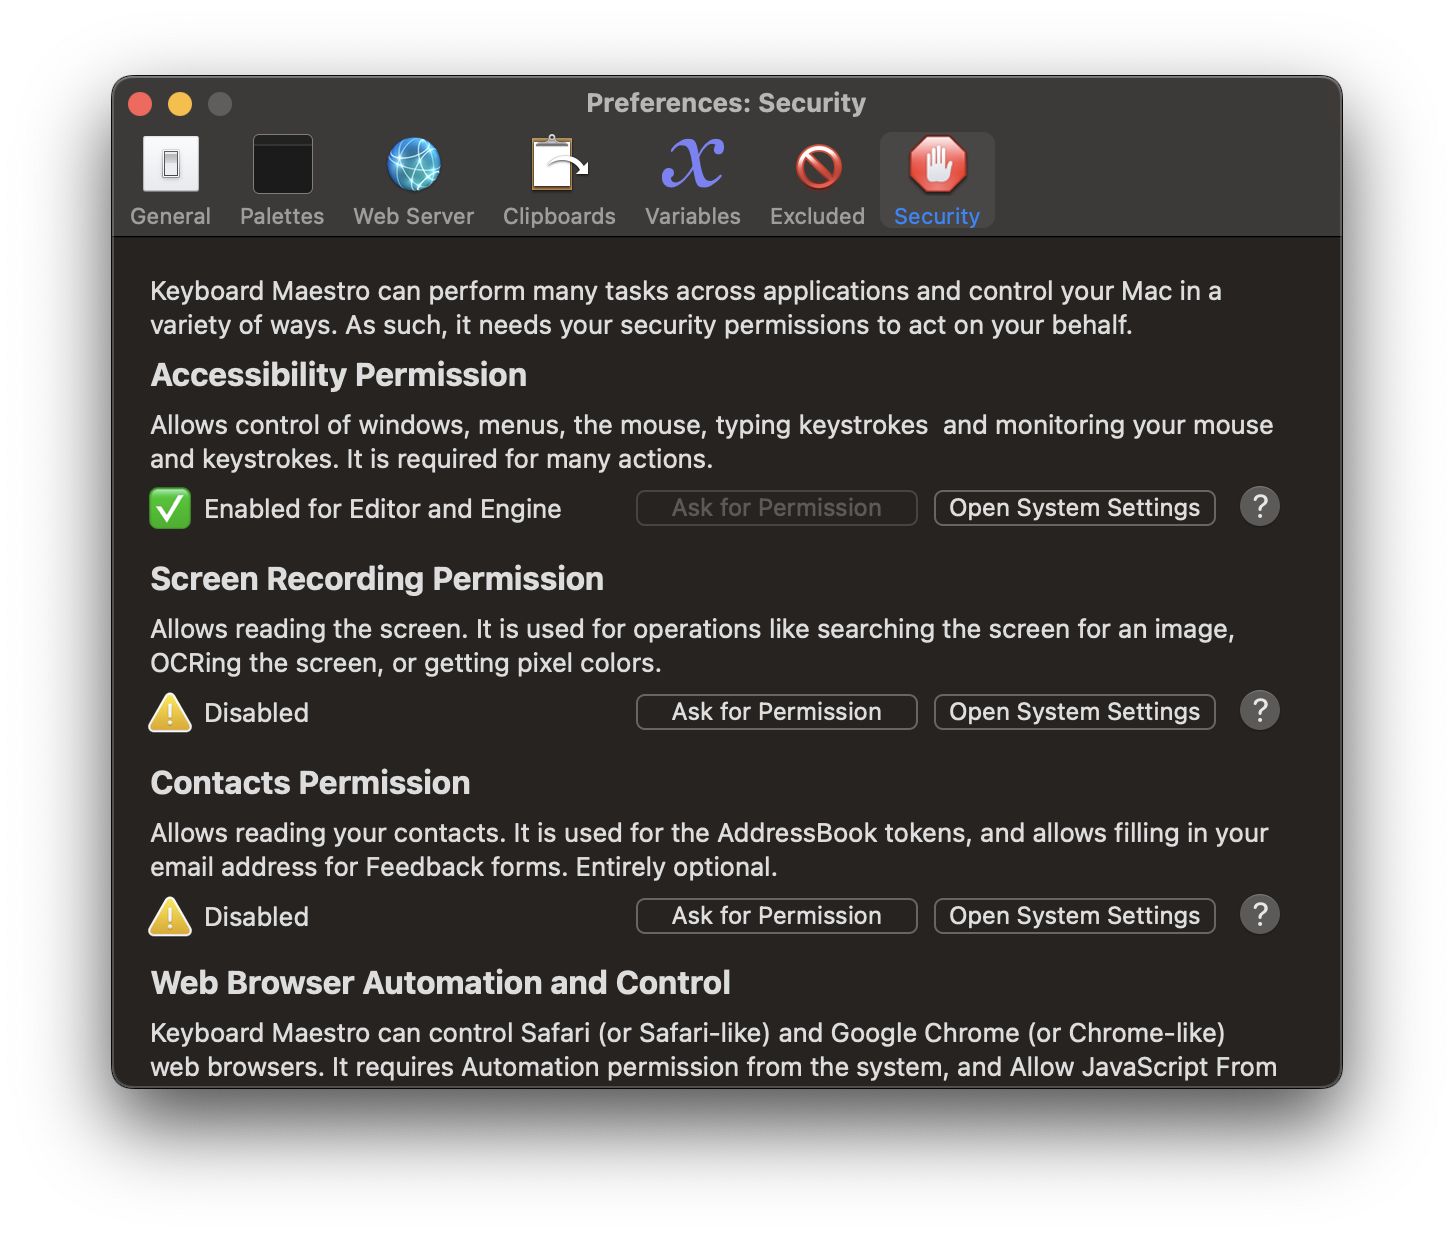 Preferences: Security
General
Palettes
Web Server
Clipboards
Variables
Excluded
Security
Keyboard Maestro can perform many tasks across applications and control your Mac in a
variety of ways. As such, it needs your security permissions to act on your behalf.
Accessibility Permission
Allows control of windows, menus, the mouse, typing keystrokes  and monitoring your mouse
and keystrokes. It is required for many actions.
Enabled for Editor and Engine
Ask for Permission
Open System Settings
?
Screen Recording Permission
Allows reading the screen. It is used for operations like searching the screen for an image,
OCRing the screen, or getting pixel colors.
Disabled
Ask for Permission
Open System Settings
?
Contacts Permission
Allows reading your contacts. It is used for the AddressBook tokens, and allows filling in your
email address for Feedback forms. Entirely optional.
Disabled
Ask for Permission
Open System Settings
?
Web Browser Automation and Control
Keyboard Maestro can control Safari (or Safari-like) and Google Chrome (or Chrome-like)
web browsers. It requires Automation permission from the system, and Allow JavaScript From